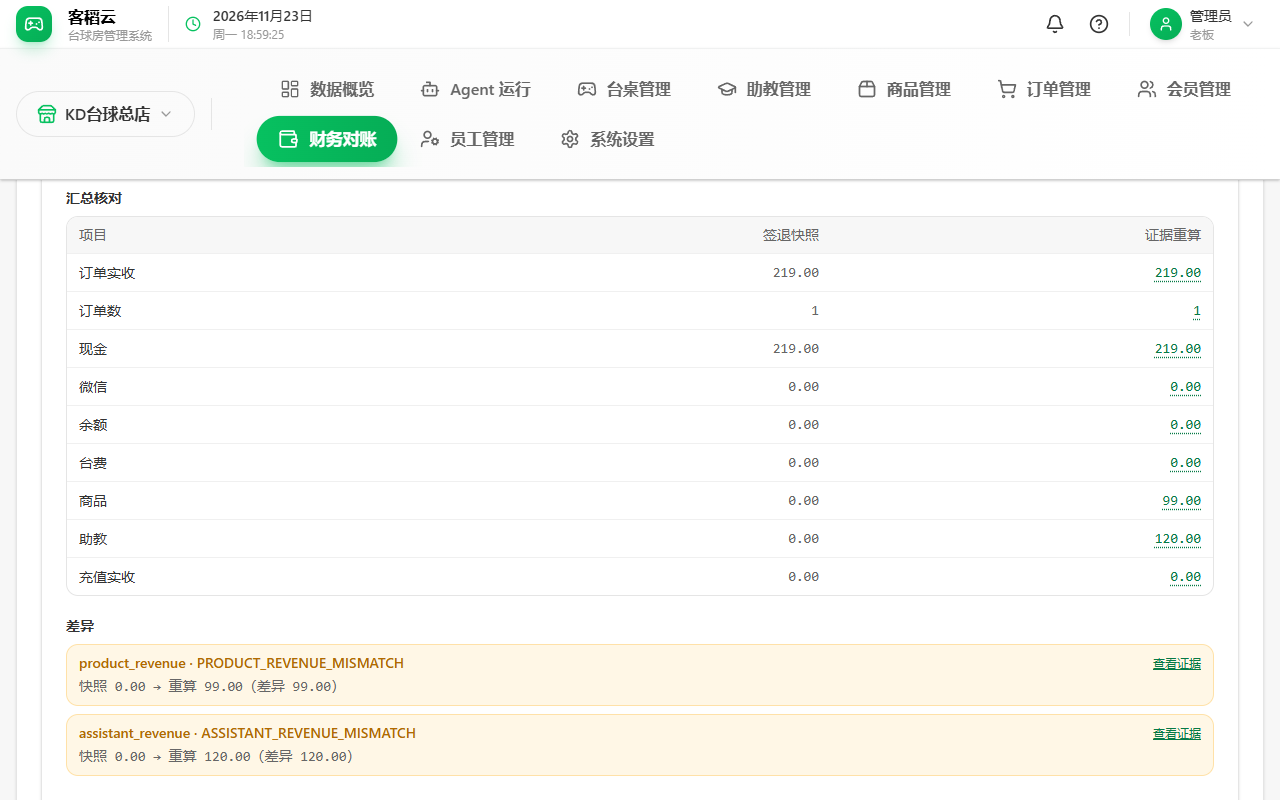 客稻云
台球房管理系统
2026年11月23日
周一 18:59:25
管理员
老板
KD台球总店
数据概览
Agent 运行
台桌管理
助教管理
商品管理
订单管理
会员管理
财务对账
员工管理
系统设置
汇总核对
项目 签退快照 证据重算
订单实收 219.00 219.00
订单数 1 1
现金 219.00 219.00
微信 0.00 0.00
余额 0.00 0.00
台费 0.00 0.00
商品 0.00 99.00
助教 0.00 120.00
充值实收 0.00 0.00
差异
product_revenue · PRODUCT_REVENUE_MISMATCH 查看证据
快照 0.00 → 重算 99.00 (差异 99.00)
assistant_revenue · ASSISTANT_REVENUE_MISMATCH 查看证据
快照 0.00 → 重算 120.00 (差异 120.00)